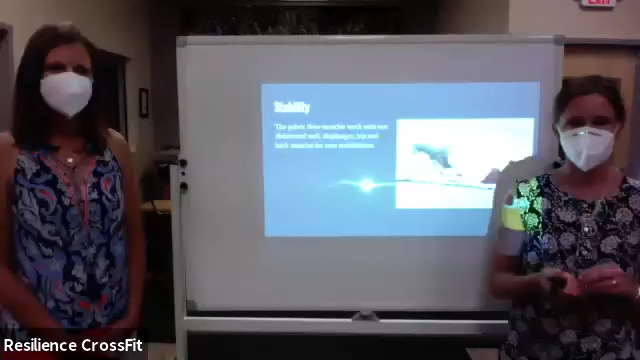 EXIT
Stability
The pelvic floor muscles work with our
abdominal wall, diaphragm, hip and
back muscles for core stabilization.
Resilience CrossFit